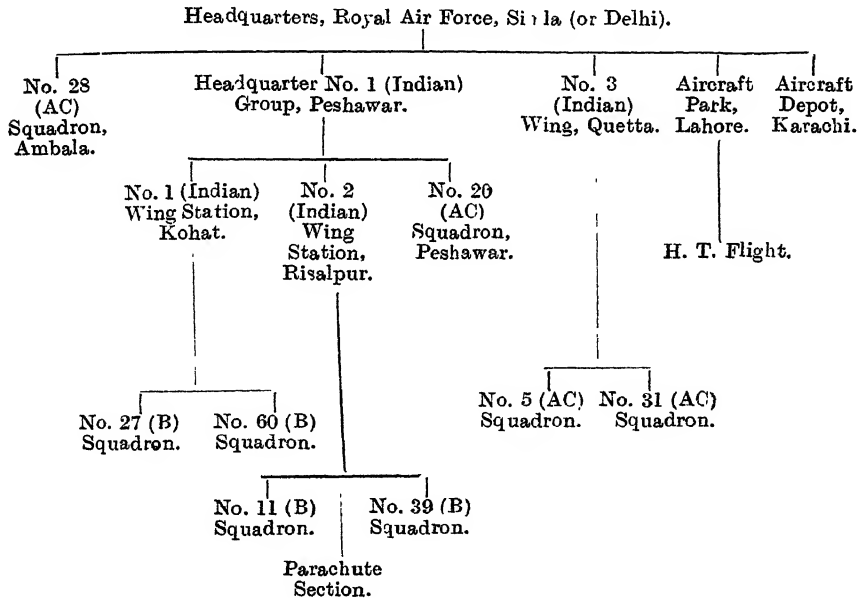 Headquarters, Royal Air Force, Simla (or Delhi).
No. 28
(AC)
Squadron,
Ambala.
Headquarter No. 1 (Indian)
Group, Peshawar.
No. 3
(Indian)
Wing, Quetta.
Aircraft
Park,
Lahore.
Aircraft
Depot,
Karachi.
No. 1 (Indian)
Wing Station,
Kohat.
No. 2
(Indian)
Wing
Station,
Risalpur.
No. 20
(AC)
Squadron,
Peshawar.
H. T. Flight.
No. 27 (B)
Squadron.
No. 60 (B)
Squadron.
No. 5 (AC)
Squadron.
No. 31 (AC)
Squadron.
No. 11 (B)
Squadron.
No. 39 (B)
Squadron.
Parachute
Section.